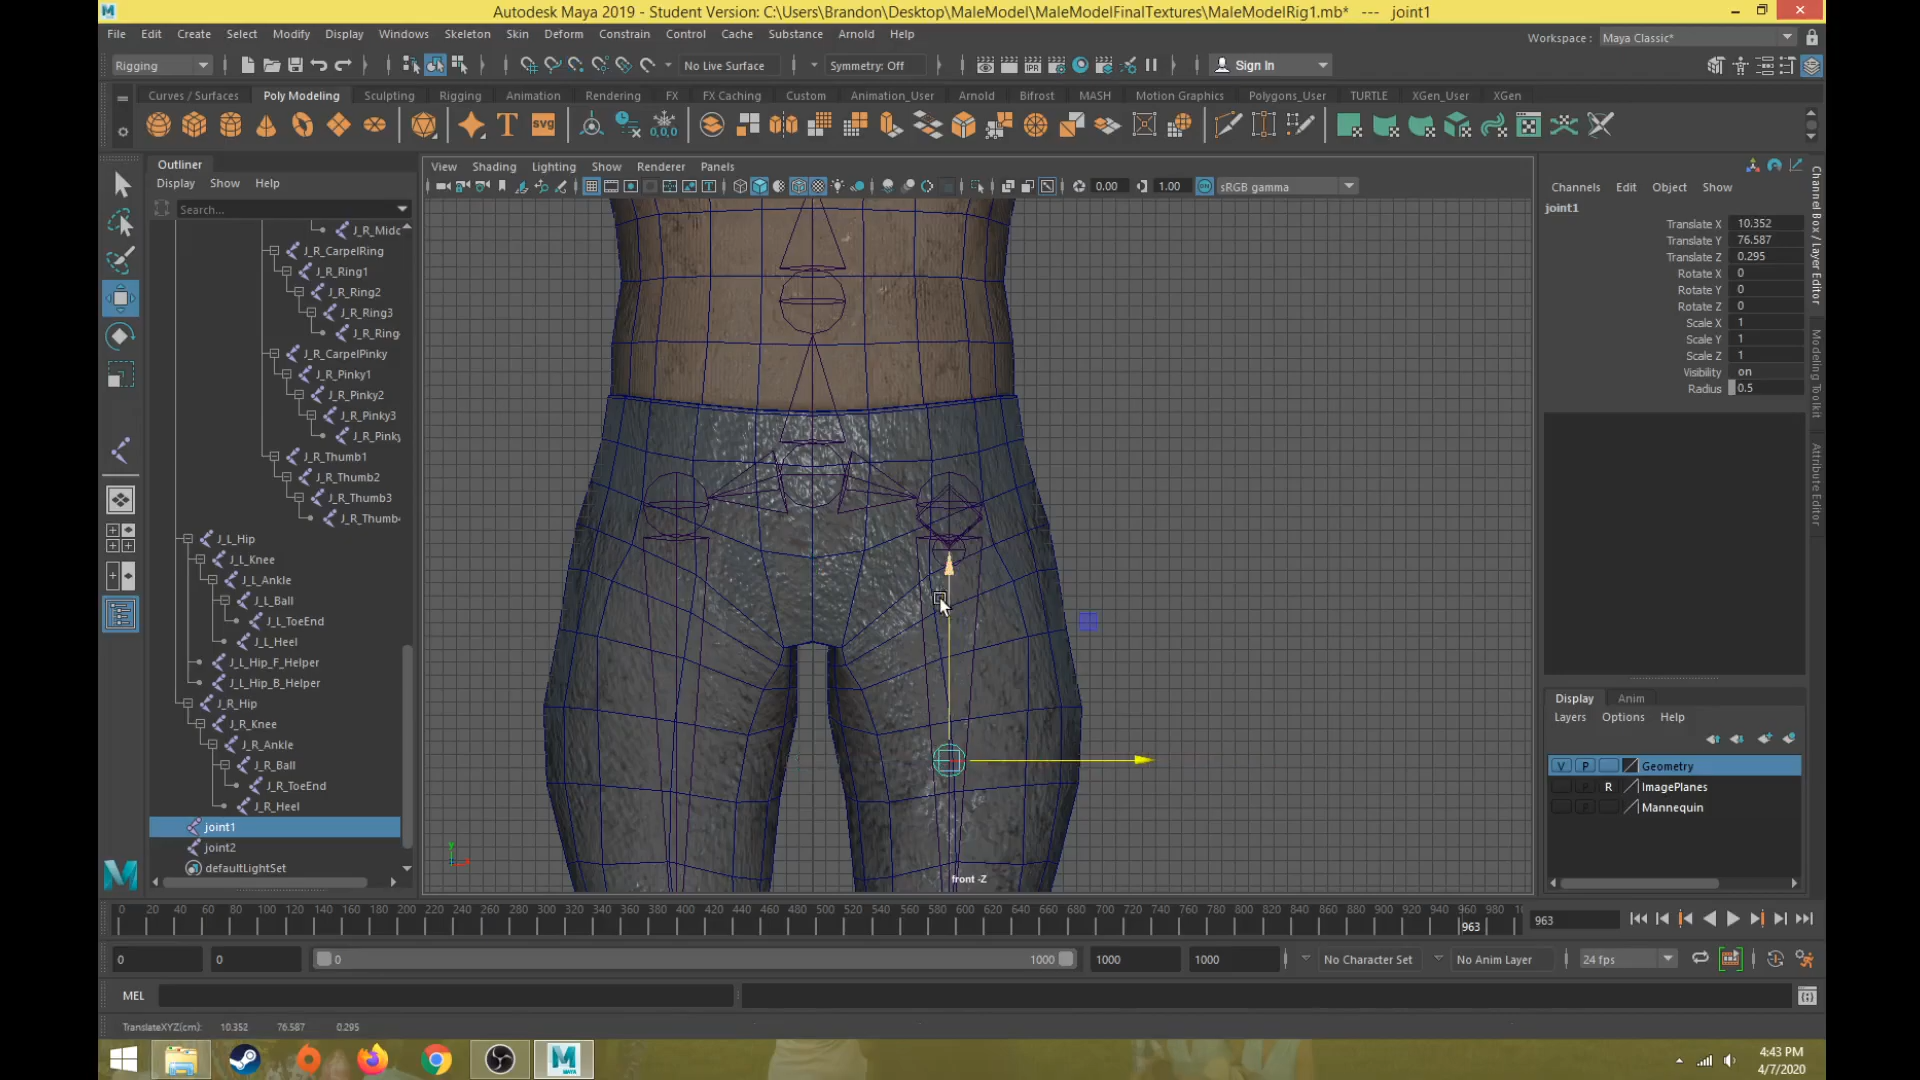 Autodesk Maya 2019 - Student Version: C:\Users\Brandon\Desktop\MaleModel\MaleModelFinalTextures\MaleModelRig1.mb* --- joint1
File Edit Create Select Modify Display Windows Skeleton Skin Deform Constrain Control Cache Substance Arnold Help
Workspace : Maya Classic*
Rigging No Live Surface Symmetry: Off Sign In
Curves / Surfaces Poly Modeling Sculpting Rigging Animation Rendering FX FX Caching Custom Animation_User Arnold Bifrost MASH Motion Graphics Polygons_User TURTLE XGen_User XGen
Outliner
Display Show Help
Search...
J_R_Midc
J_R_CarpelRing
J_R_Ring1
J_R_Ring2
J_R_Ring3
J_R_Ring
J_R_CarpelPinky
J_R_Pinky1
J_R_Pinky2
J_R_Pinky3
J_R_Pinky
J_R_Thumb1
J_R_Thumb2
J_R_Thumb3
J_R_Thumb
J_L_Hip
J_L_Knee
J_L_Ankle
J_L_Ball
J_L_ToeEnd
J_L_Heel
J_L_Hip_F_Helper
J_L_Hip_B_Helper
J_R_Hip
J_R_Knee
J_R_Ankle
J_R_Ball
J_R_ToeEnd
J_R_Heel
joint1
joint2
defaultLightSet
View Shading Lighting Show Renderer Panels
0.00 1.00 sRGB gamma
front -Z
Channels Edit Object Show
joint1
Translate X 10.352
Translate Y 76.587
Translate Z 0.295
Rotate X 0
Rotate Y 0
Rotate Z 0
Scale X 1
Scale Y 1
Scale Z 1
Visibility on
Radius 0.5
Channel Box / Layer Editor
Modeling Toolkit
Attribute Editor
Display Anim
Layers Options Help
V P Geometry
P R ImagePlanes
P Mannequin
0 20 40 60 80 100 120 140 160 180 200 220 240 260 280 300 320 340 360 380 400 420 440 460 480 500 520 540 560 580 600 620 640 660 680 700 720 740 760 780 800 820 840 860 880 900 920 940 960 980
963 963
0 0 0 1000 1000 1000 No Character Set No Anim Layer 24 fps
MEL
TranslateXYZ(cm): 10.352 76.587 0.295
4:43 PM
4/7/2020